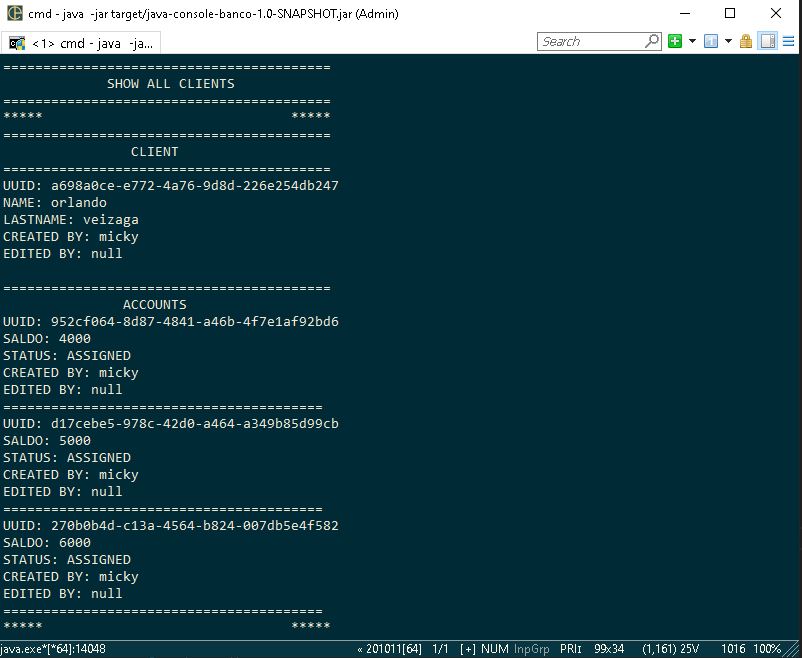 cmd - java  -jar target/java-console-banco-1.0-SNAPSHOT.jar (Admin)
<1> cmd - java  -ja...
Search
=========================================
SHOW ALL CLIENTS
=========================================
*****                               *****
=========================================
CLIENT
=========================================
UUID: a698a0ce-e772-4a76-9d8d-226e254db247
NAME: orlando
LASTNAME: veizaga
CREATED BY: micky
EDITED BY: null
=========================================
ACCOUNTS
UUID: 952cf064-8d87-4841-a46b-4f7e1af92bd6
SALDO: 4000
STATUS: ASSIGNED
CREATED BY: micky
EDITED BY: null
========================================
UUID: d17cebe5-978c-42d0-a464-a349b85d99cb
SALDO: 5000
STATUS: ASSIGNED
CREATED BY: micky
EDITED BY: null
========================================
UUID: 270b0b4d-c13a-4564-b824-007db5e4f582
SALDO: 6000
STATUS: ASSIGNED
CREATED BY: micky
EDITED BY: null
========================================
*****                               *****
java.exe*[*64]:14048 « 201011[64] 1/1 [+] NUM InpGrp PRI↕ 99x34 (1,161) 25V 1016 100%